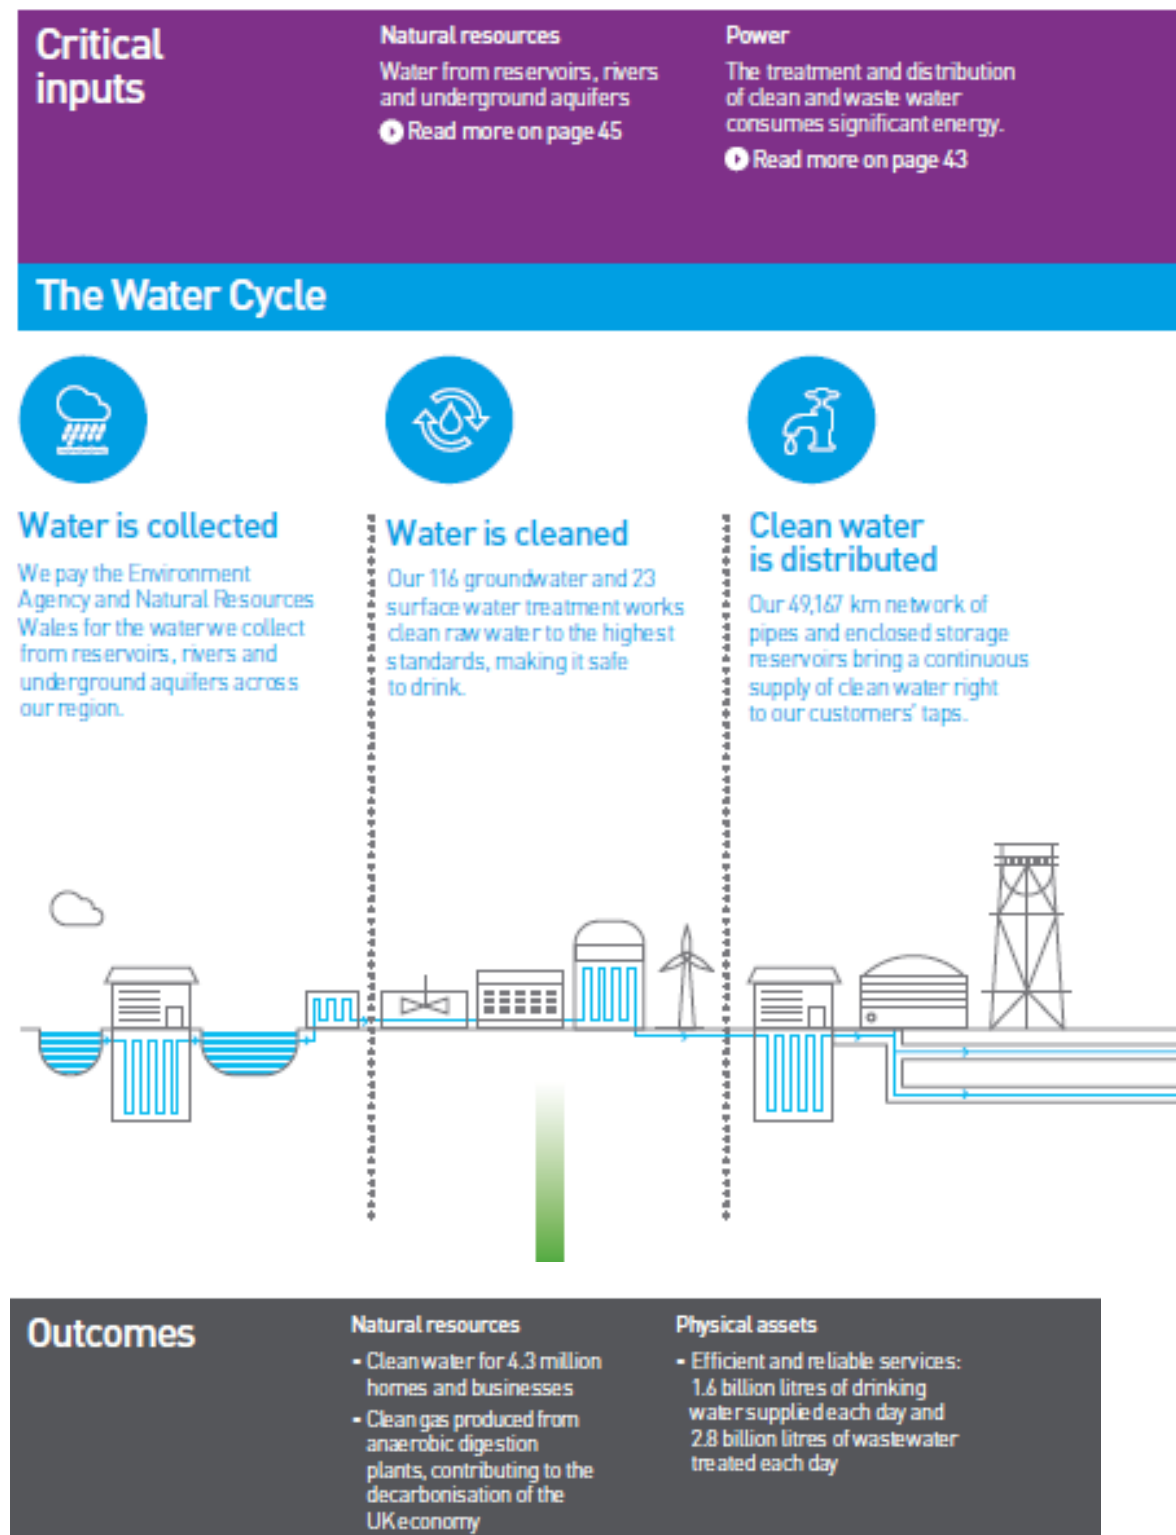 Critical
inputs
Natural resources
Water from reservoirs, rivers
and underground aquifers
Read more on page 45
Power
The treatment and distribution
of clean and waste water
consumes significant energy.
Read more on page 43
The Water Cycle
Water is collected
We pay the Environment
Agency and Natural Resources
Wales for the water we collect
from reservoirs, rivers and
underground aquifers across
our region.
Water is cleaned
Our 116 groundwater and 23
surface water treatment works
clean raw water to the highest
standards, making it safe
to drink.
Clean water
is distributed
Our 49,167 km network of
pipes and enclosed storage
reservoirs bring a continuous
supply of clean water right
to our customers' taps.
Outcomes
Natural resources
- Clean water for 4.3 million
homes and businesses
- Clean gas produced from
anaerobic digestion
plants, contributing to the
decarbonisation of the
UK economy
Physical assets
- Efficient and reliable services:
1.6 billion litres of drinking
water supplied each day and
2.8 billion litres of wastewater
treated each day